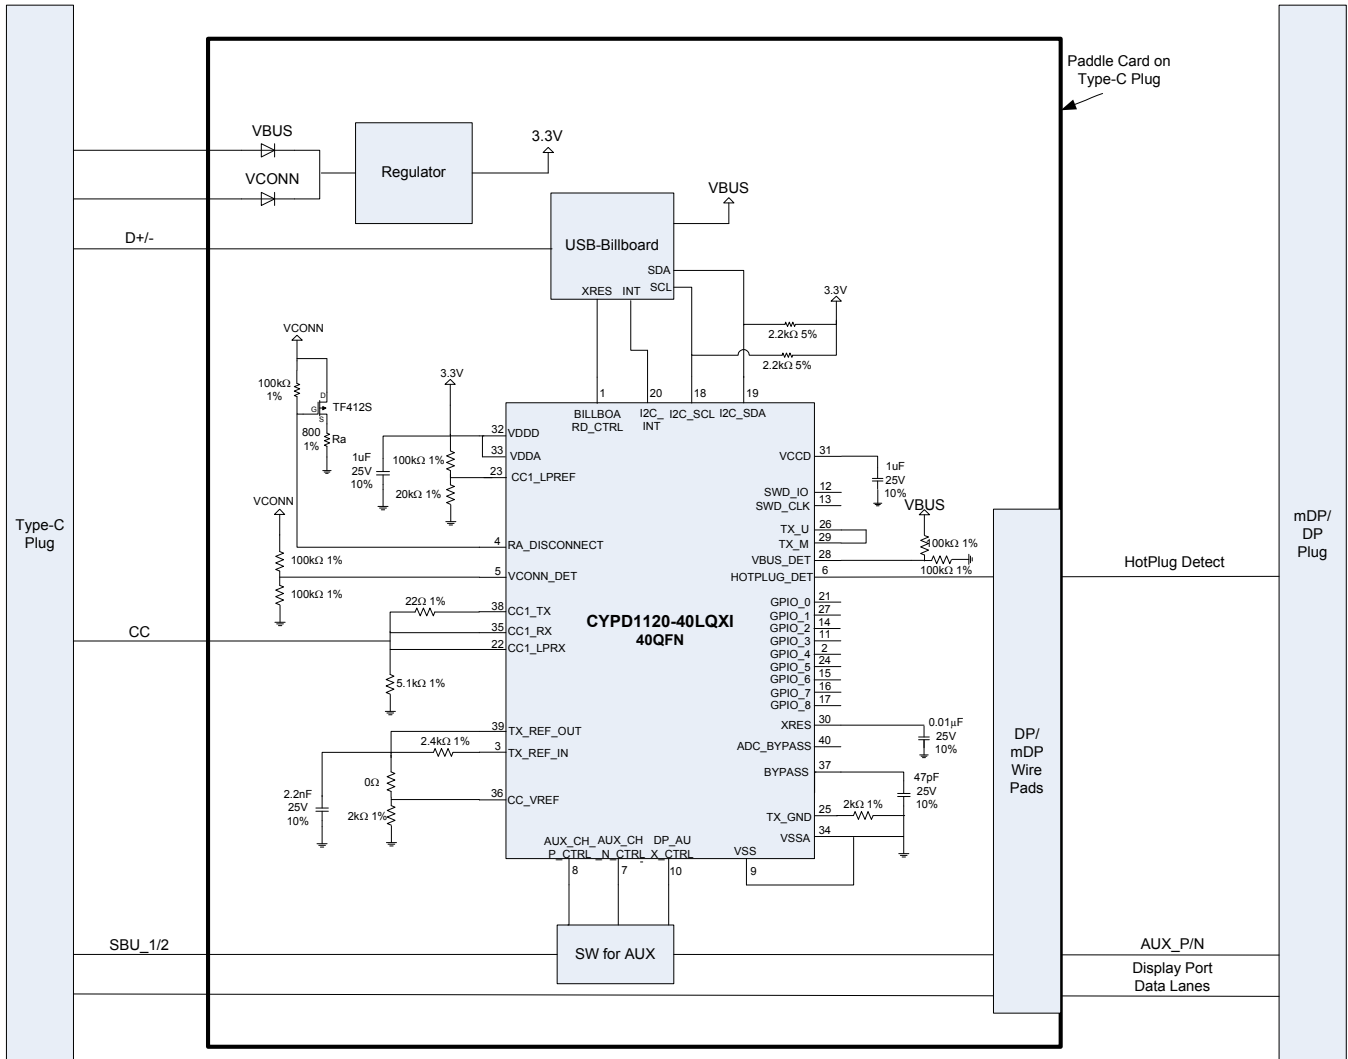 Paddle Card on
Type-C Plug
VBUS
VCONN
Regulator
3.3V
VBUS
D+/-
USB-Billboard
SDA
SCL
XRES
INT
3.3V
2.2kΩ 5%
2.2kΩ 5%
VCONN
100kΩ
1%
D
G
S
TF412S
800
1%
Ra
3.3V
1
20
18
19
BILLBOA
RD_CTRL
I2C_
INT
I2C_SCL
I2C_SDA
32
VDDD
33
VDDA
1uF
25V
10%
100kΩ 1%
23
CC1_LPREF
20kΩ 1%
VCONN
4
RA_DISCONNECT
100kΩ 1%
5
VCONN_DET
100kΩ 1%
22Ω 1%
38
CC1_TX
35
CC1_RX
22
CC1_LPRX
CC
5.1kΩ 1%
39
TX_REF_OUT
2.4kΩ 1%
3
TX_REF_IN
0Ω
2.2nF
25V
10%
36
CC_VREF
2kΩ 1%
CYPD1120-40LQXI
40QFN
VCCD
31
1uF
25V
10%
SWD_IO
12
SWD_CLK
13
VBUS
TX_U
26
TX_M
29
100kΩ 1%
VBUS_DET
28
100kΩ 1%
HOTPLUG_DET
6
GPIO_0
21
GPIO_1
27
GPIO_2
14
GPIO_3
11
GPIO_4
2
GPIO_5
24
GPIO_6
15
GPIO_7
16
GPIO_8
17
XRES
30
0.01µF
25V
10%
ADC_BYPASS
40
BYPASS
37
47pF
25V
10%
TX_GND
25
2kΩ 1%
VSSA
34
VSS
9
AUX_CH_
P_CTRL
8
AUX_CH
_N_CTRL
7
DP_AU
X_CTRL
10
SW for AUX
SBU_1/2
Type-C
Plug
DP/
mDP
Wire
Pads
HotPlug Detect
AUX_P/N
Display Port
Data Lanes
mDP/
DP
Plug